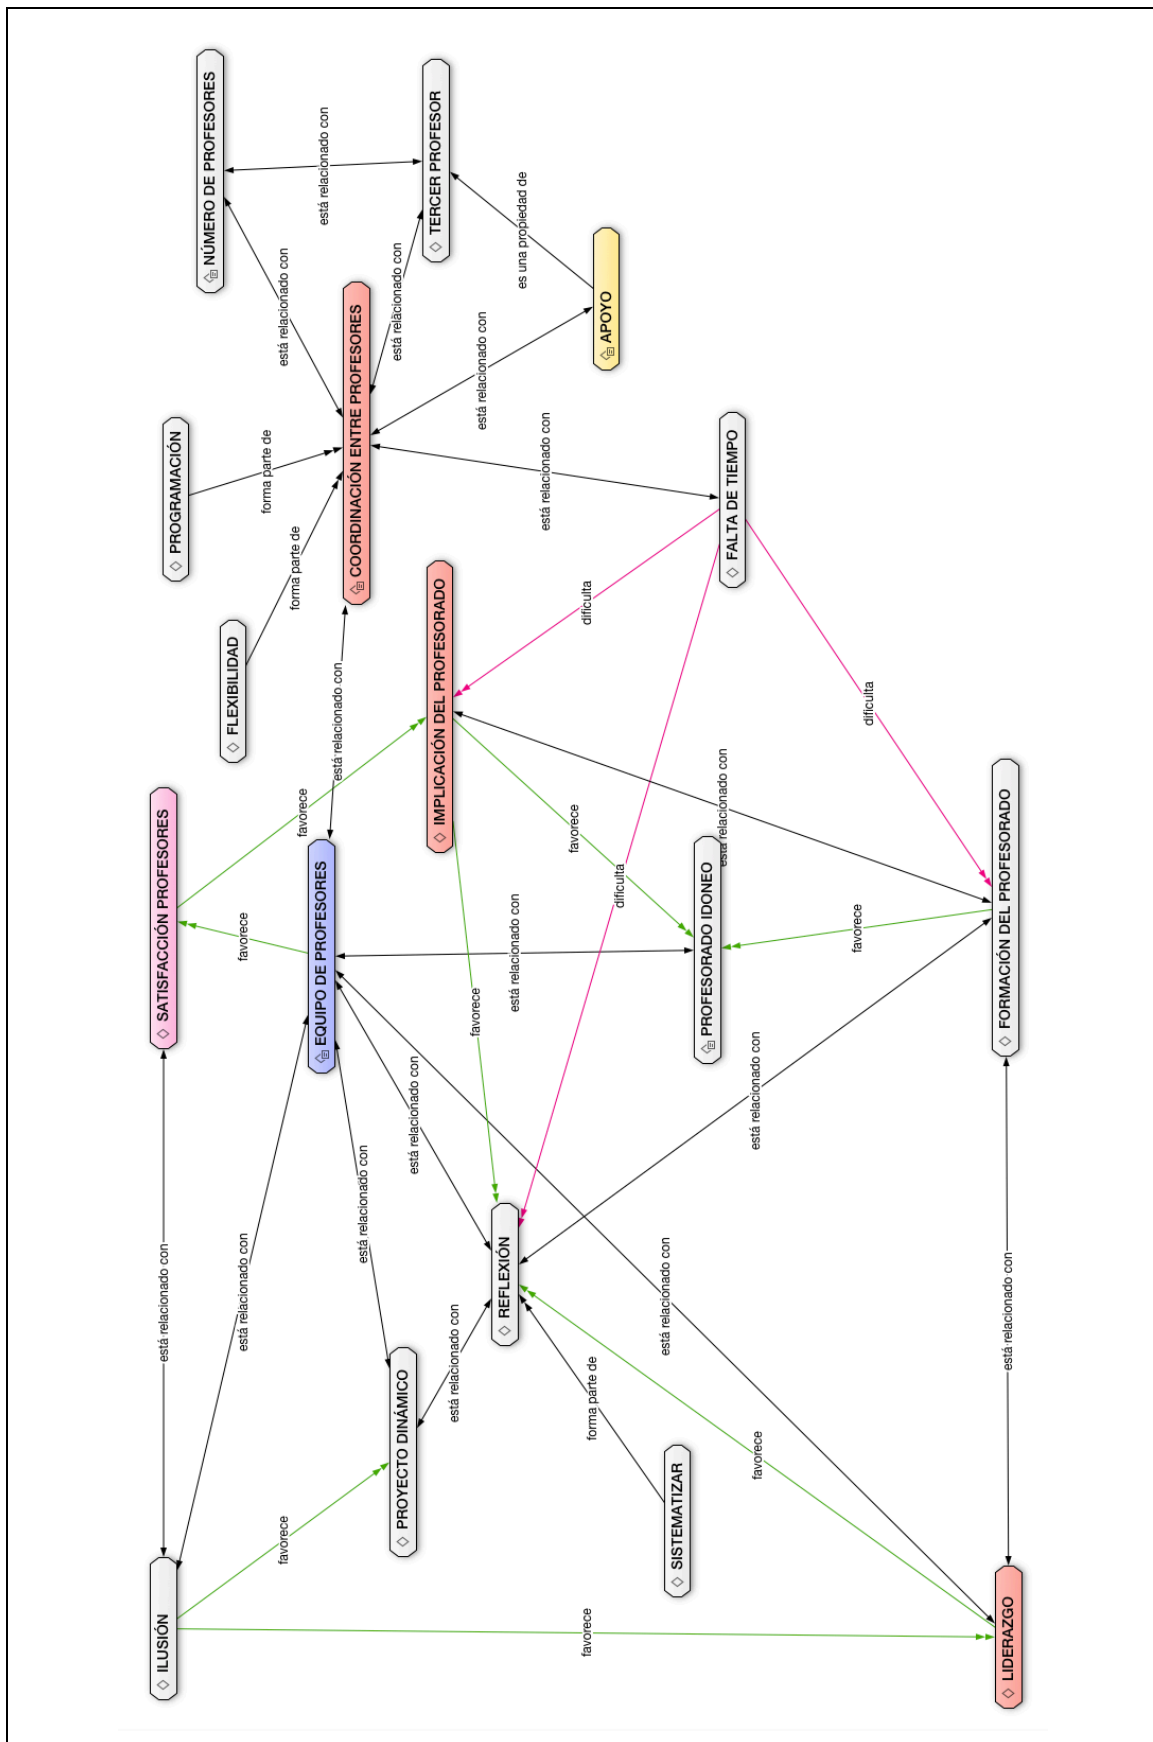 ILUSIÓN
está relacionado con
SATISFACCIÓN PROFESORES
PROGRAMACIÓN
NÚMERO DE PROFESORES
FLEXIBILIDAD
está relacionado con
favorece
forma parte de
favorece
está relacionado con
forma parte de
favorece
EQUIPO DE PROFESORES
está relacionado con
está relacionado con
COORDINACIÓN ENTRE PROFESORES
está relacionado con
está relacionado con
PROYECTO DINÁMICO
está relacionado con
IMPLICACIÓN DEL PROFESORADO
TERCER PROFESOR
está relacionado con
favorece
está relacionado con
REFLEXIÓN
está relacionado con
es una propiedad de
está relacionado con
favorece
favorece
dificulta
forma parte de
APOYO
dificulta
está relacionado con
SISTEMATIZAR
PROFESORADO IDONEO
está relacionado con
FALTA DE TIEMPO
favorece
está relacionado con
favorece
dificulta
LIDERAZGO
está relacionado con
FORMACIÓN DEL PROFESORADO